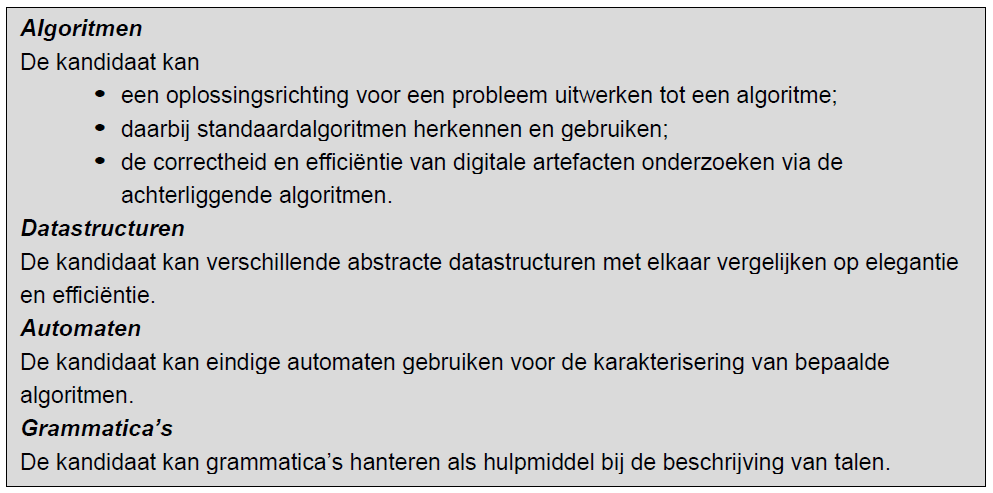 Algoritmen
De kandidaat kan
• een oplossingsrichting voor een probleem uitwerken tot een algoritme;
• daarbij standaardalgoritmen herkennen en gebruiken;
• de correctheid en efficiëntie van digitale artefacten onderzoeken via de
achterliggende algoritmen.
Datastructuren
De kandidaat kan verschillende abstracte datastructuren met elkaar vergelijken op elegantie
en efficiëntie.
Automaten
De kandidaat kan eindige automaten gebruiken voor de karakterisering van bepaalde
algoritmen.
Grammatica’s
De kandidaat kan grammatica’s hanteren als hulpmiddel bij de beschrijving van talen.